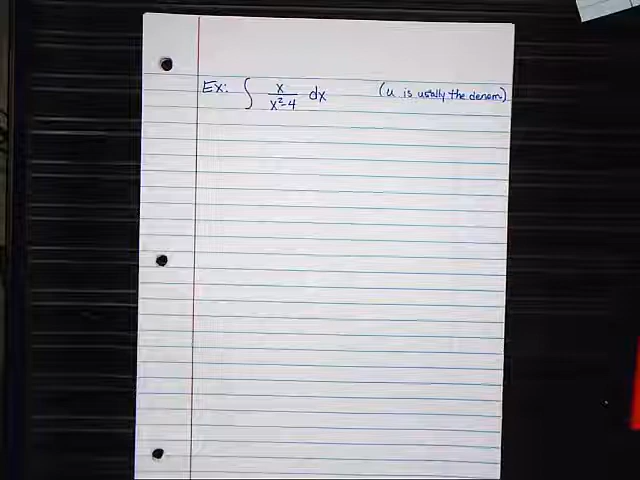 Ex: ∫ x/(x²-4) dx (u is usually the denom)